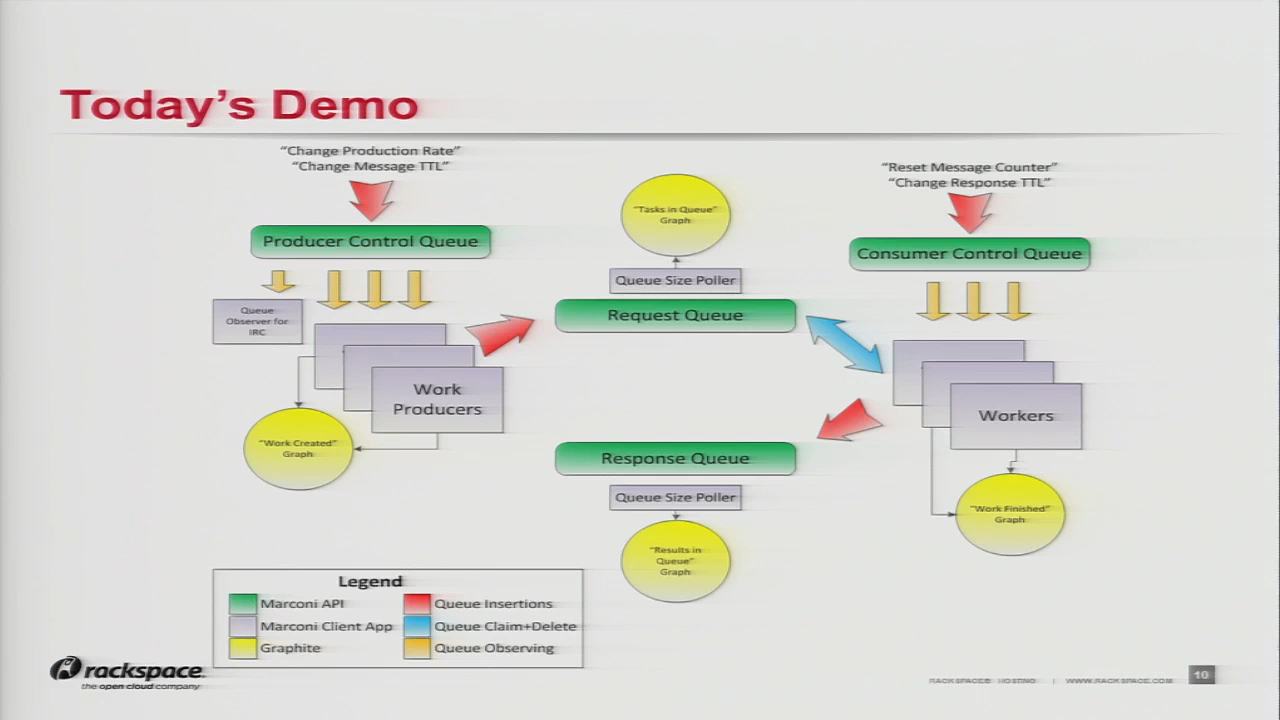 Today's Demo
"Change Production Rate"
"Change Message TTL"
Producer Control Queue
Queue
Observer for
IRC
Work
Producers
"Work Created"
Graph
"Tasks in Queue"
Graph
Queue Size Poller
Request Queue
Response Queue
Queue Size Poller
"Results in
Queue"
Graph
"Reset Message Counter"
"Change Response TTL"
Consumer Control Queue
Workers
"Work Finished"
Graph
Legend
Marconi API
Queue Insertions
Marconi Client App
Queue Claim+Delete
Graphite
Queue Observing
rackspace
the open cloud company
RACKSPACE® HOSTING | WWW.RACKSPACE.COM
10